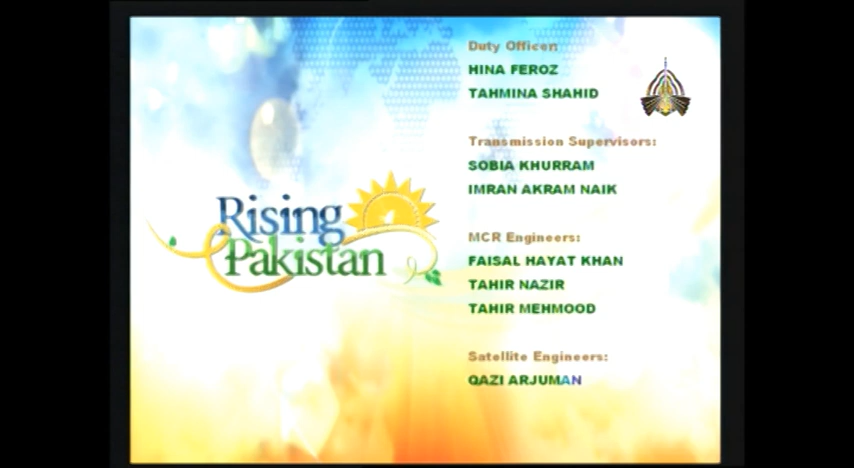 Rising
Pakistan
Duty Officer:
HINA FEROZ
TAHMINA SHAHID
Transmission Supervisors:
SOBIA KHURRAM
IMRAN AKRAM NAIK
MCR Engineers:
FAISAL HAYAT KHAN
TAHIR NAZIR
TAHIR MEHMOOD
Satellite Engineers:
QAZI ARJUMAN